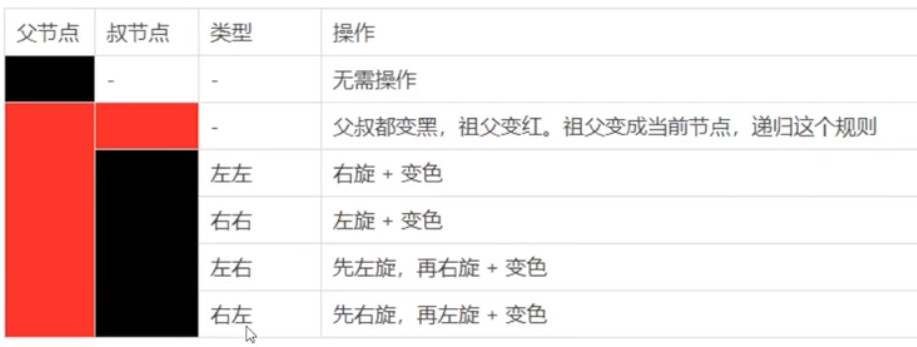 父节点 叔节点 类型 操作
- - 无需操作
- 父叔都变黑，祖父变红。祖父变成当前节点，递归这个规则
左左 右旋 + 变色
右右 左旋 + 变色
左右 先左旋，再右旋 + 变色
右左 先右旋，再左旋 + 变色